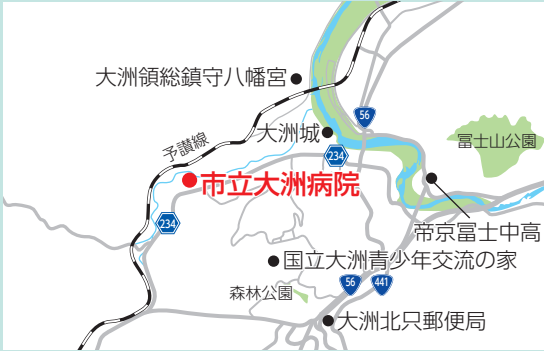 大洲領総鎮守八幡宮
56
予讃線
大洲城
冨士山公園
234
市立大洲病院
帝京冨士中高
234
国立大洲青少年交流の家
56
441
森林公園
大洲北只郵便局